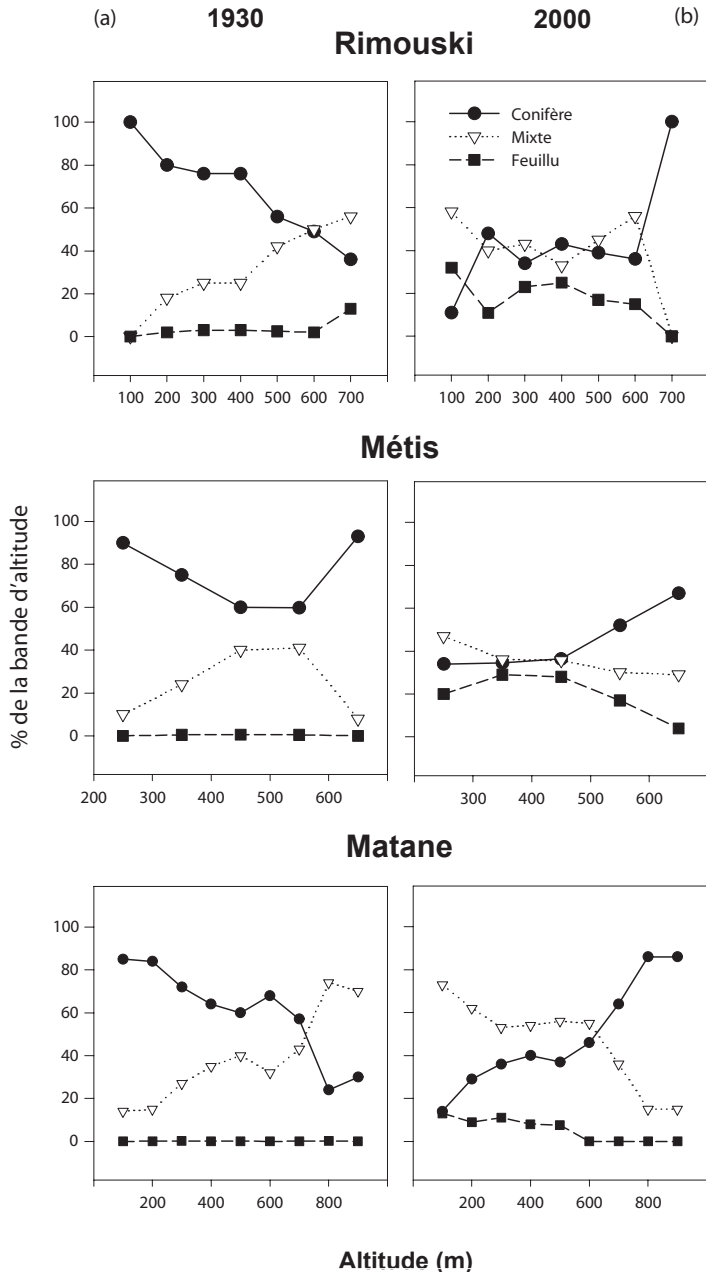 (a) 1930 2000 (b)
Rimouski
100
80
60
40
20
0
Conifère
Mixte
Feuillu
100 200 300 400 500 600 700 100 200 300 400 500 600 700
Métis
% de la bande d'altitude
100
80
60
40
20
0
200 300 400 500 600 300 400 500 600
Matane
100
80
60
40
20
0
200 400 600 800 200 400 600 800
Altitude (m)